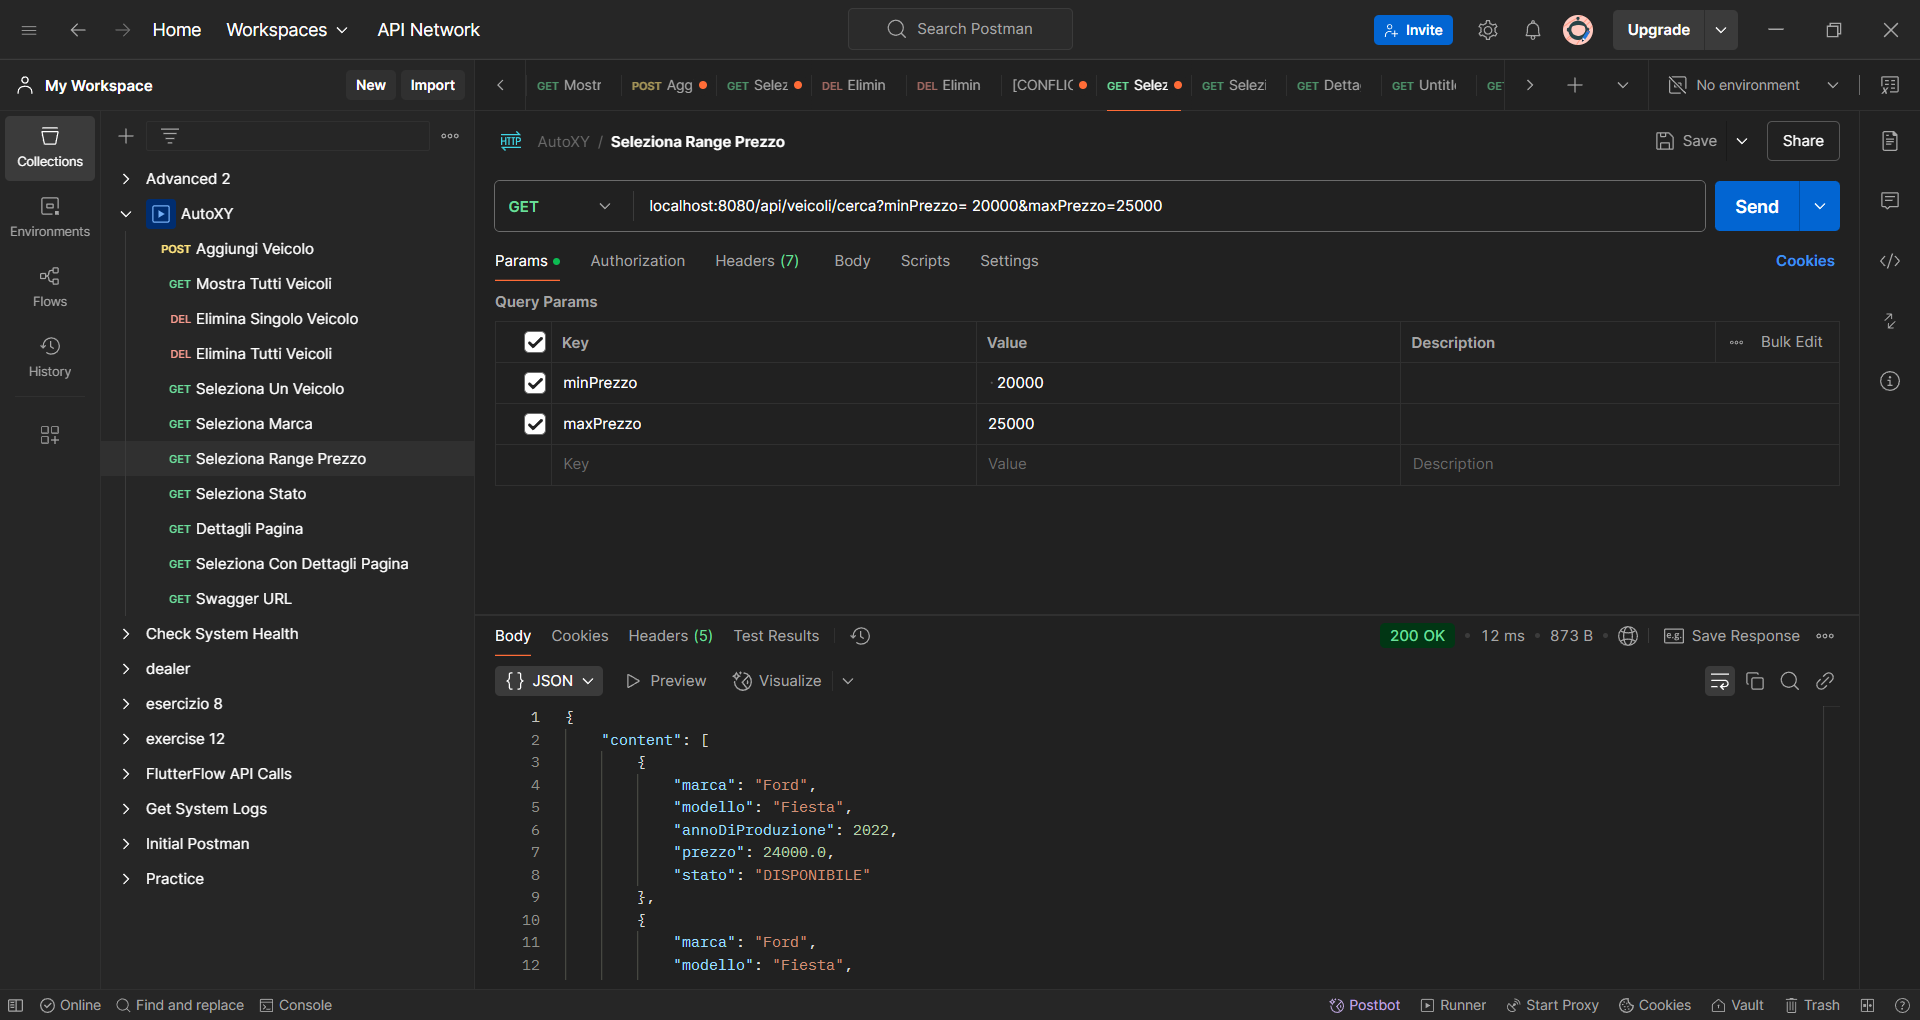 Home
Workspaces
API Network
Search Postman
Invite
Upgrade
My Workspace
New
Import
GET Mostr
POST Agg
GET Selez
DEL Elimin
DEL Elimin
[CONFLIC
GET Selez
GET Selezi
GET Detta
GET Untitl
GET
No environment
Collections
Environments
Flows
History
Advanced 2
AutoXY
POST Aggiungi Veicolo
GET Mostra Tutti Veicoli
DEL Elimina Singolo Veicolo
DEL Elimina Tutti Veicoli
GET Seleziona Un Veicolo
GET Seleziona Marca
GET Seleziona Range Prezzo
GET Seleziona Stato
GET Dettagli Pagina
GET Seleziona Con Dettagli Pagina
GET Swagger URL
Check System Health
dealer
esercizio 8
exercise 12
FlutterFlow API Calls
Get System Logs
Initial Postman
Practice
HTTP AutoXY / Seleziona Range Prezzo
Save
Share
GET localhost:8080/api/veicoli/cerca?minPrezzo= 20000&maxPrezzo=25000
Send
Params
Authorization
Headers (7)
Body
Scripts
Settings
Cookies
Query Params
Key Value Description Bulk Edit
minPrezzo 20000
maxPrezzo 25000
Key Value Description
Body
Cookies
Headers (5)
Test Results
200 OK • 12 ms • 873 B
e.g. Save Response
{} JSON
Preview
Visualize
1 {
2 "content": [
3 {
4 "marca": "Ford",
5 "modello": "Fiesta",
6 "annoDiProduzione": 2022,
7 "prezzo": 24000.0,
8 "stato": "DISPONIBILE"
9 },
10 {
11 "marca": "Ford",
12 "modello": "Fiesta",
Online
Find and replace
Console
Postbot
Runner
Start Proxy
Cookies
Vault
Trash